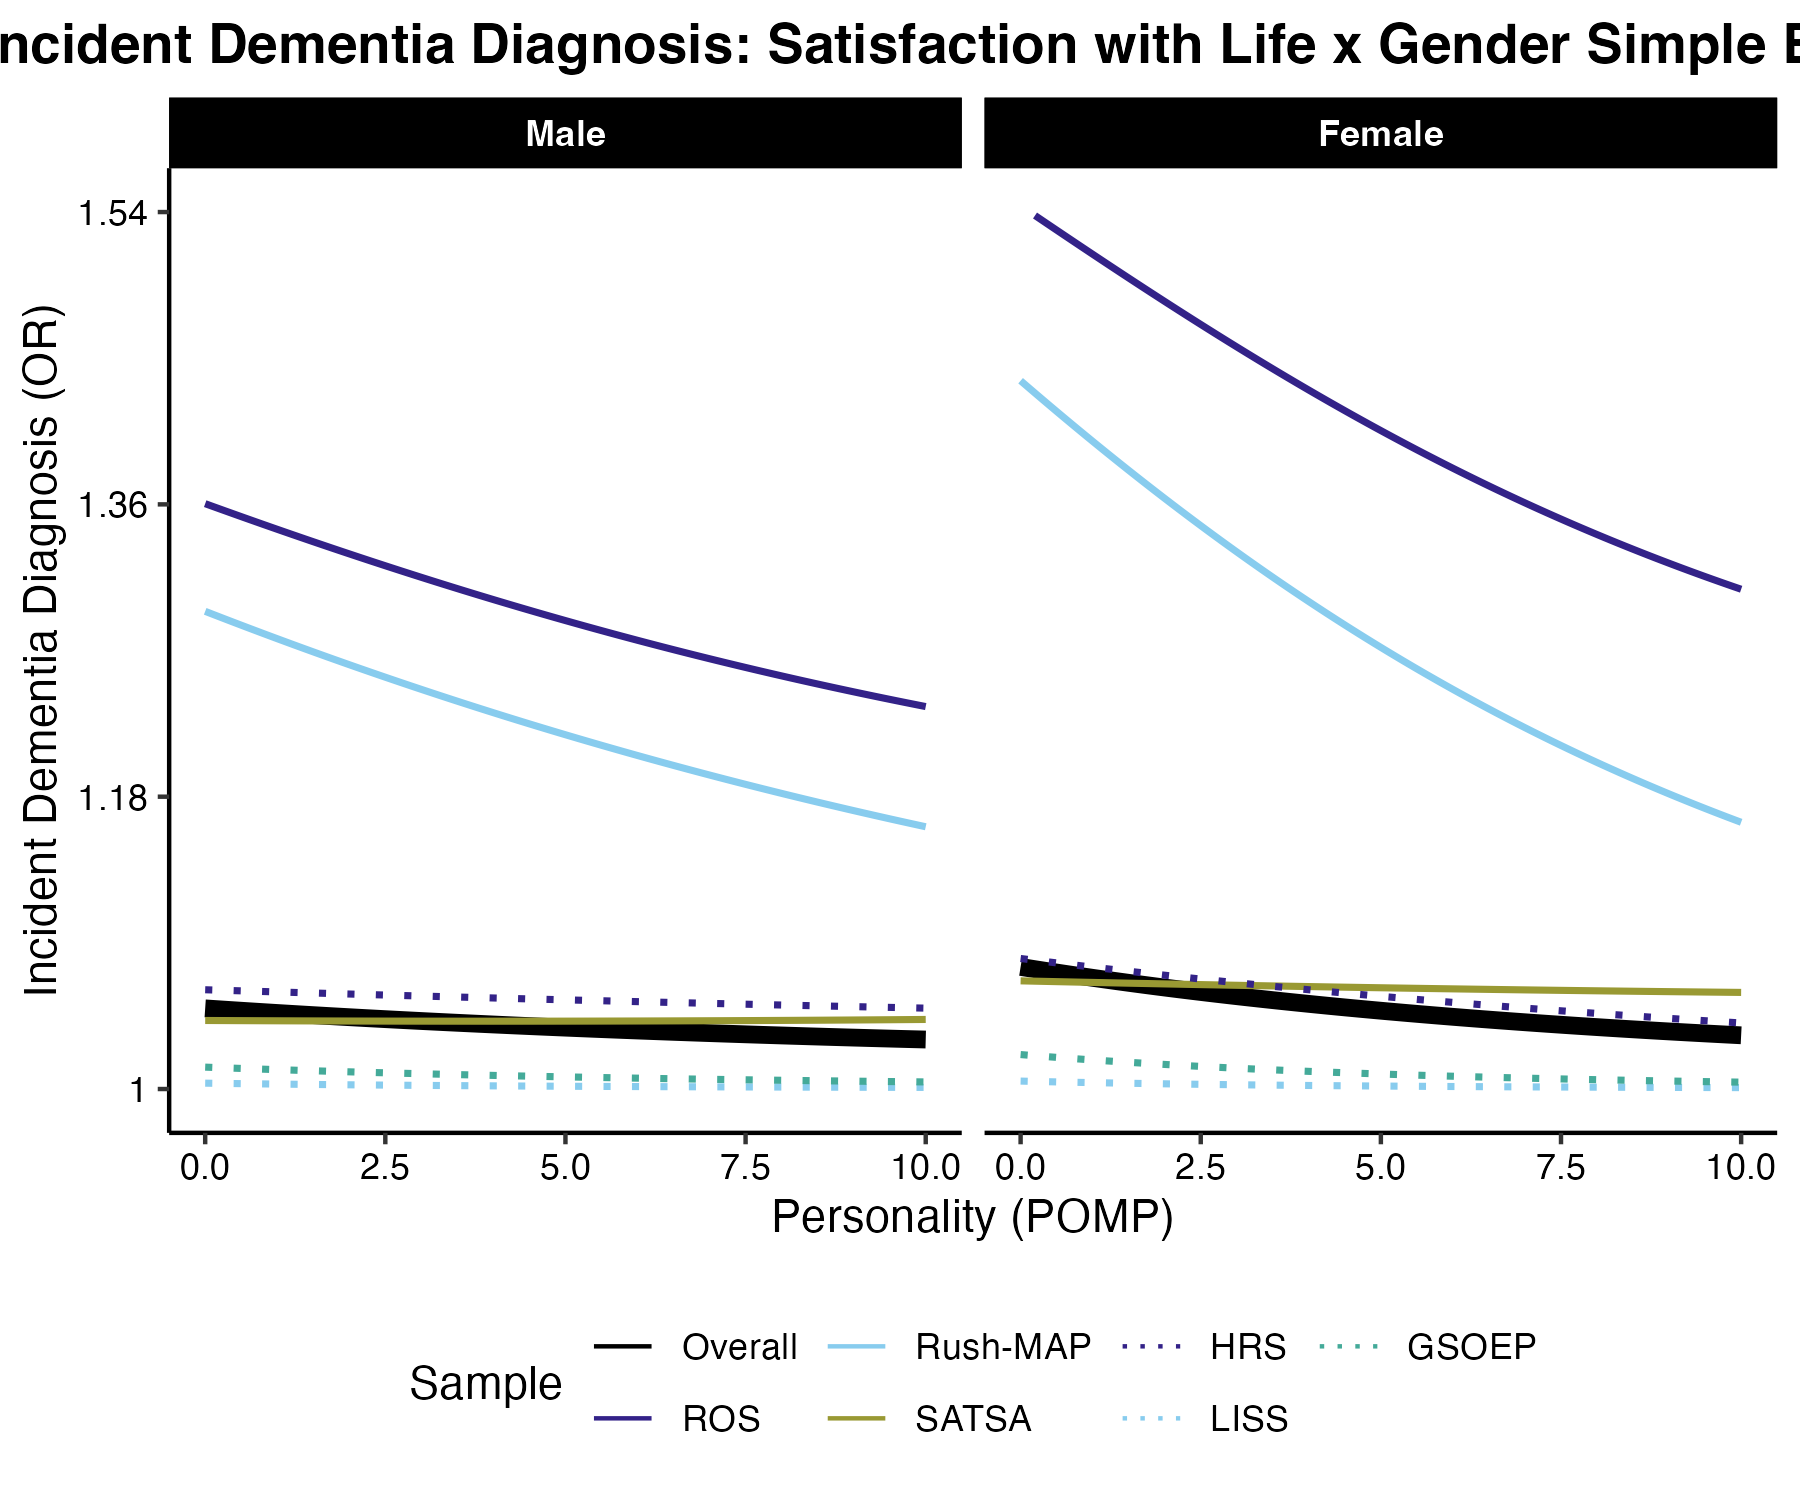 ncident Dementia Diagnosis: Satisfaction with Life x Gender Simple E
Male
Female
Incident Dementia Diagnosis (OR)
1.54
1.36
1.18
1
0.0 2.5 5.0 7.5 10.0
0.0 2.5 5.0 7.5 10.0
Personality (POMP)
Sample
Overall Rush-MAP HRS GSOEP
ROS SATSA LISS